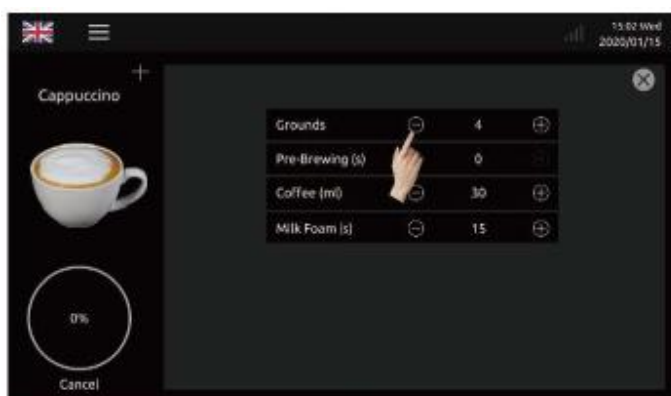 15:02 Wed
2020/01/15
Cappuccino
Grounds 4
Pre-Brewing (s) 0
Coffee (ml) 30
Milk Foam (s) 15
0%
Cancel